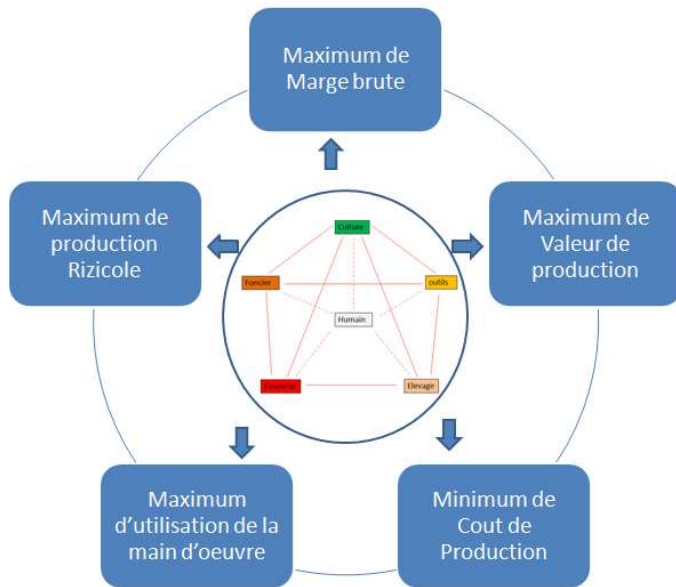 Maximum de
Marge brute
Maximum de
production
Rizicole
Maximum de
Valeur de
production
Culture
Foncier
outils
Humain
Elevage
Maximum
d'utilisation de la
main d'oeuvre
Minimum de
Cout de
Production